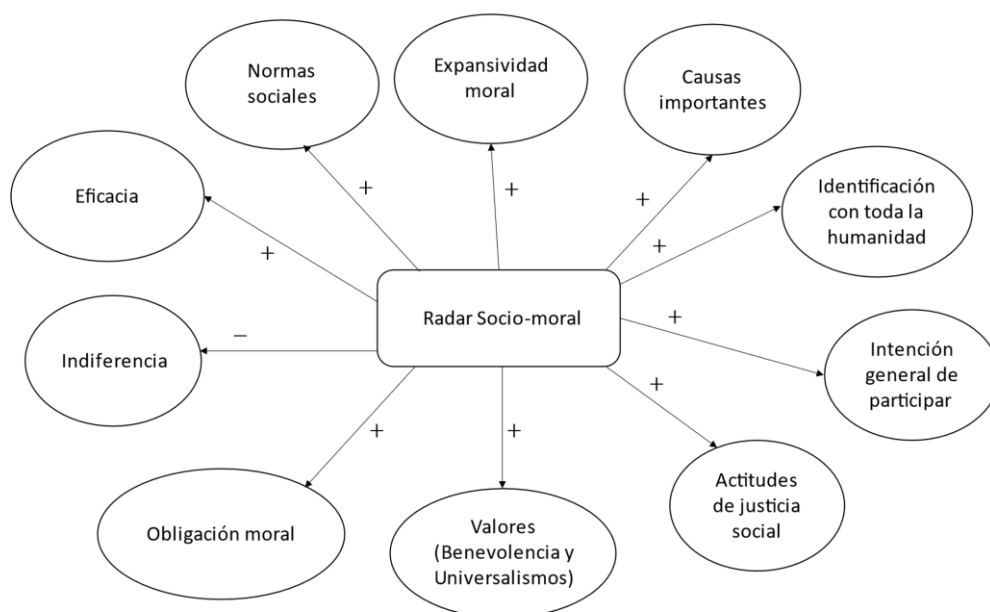 Normas
sociales
Expansividad
moral
Causas
importantes
Eficacia
Identificación
con toda la
humanidad
+
+
+
+
+
Radar Socio-moral
Indiferencia
−
+
Intención
general de
participar
+
+
+
Obligación moral
Valores
(Benevolencia y
Universalismos)
Actitudes
de justicia
social